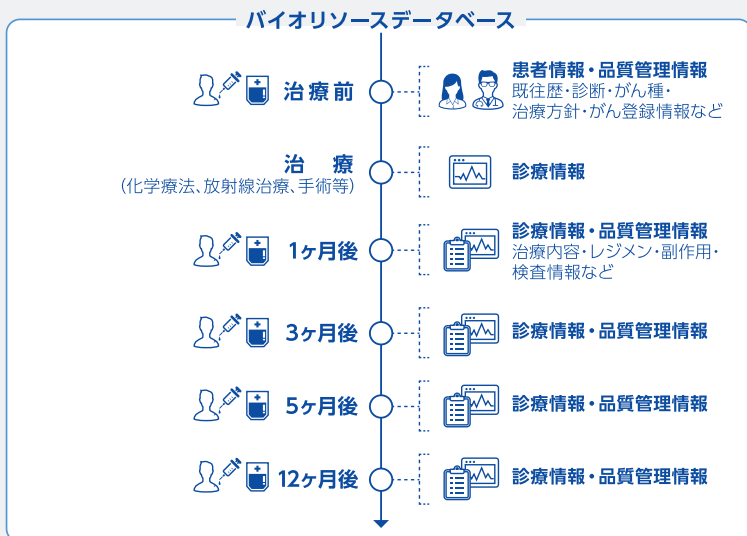 バイオリソースデータベース
治療前
患者情報・品質管理情報
既往歴・診断・がん種・
治療方針・がん登録情報など
治 療
(化学療法、放射線治療、手術等)
診療情報
1ヶ月後
診療情報・品質管理情報
治療内容・レジメン・副作用・
検査情報など
3ヶ月後
診療情報・品質管理情報
5ヶ月後
診療情報・品質管理情報
12ヶ月後
診療情報・品質管理情報